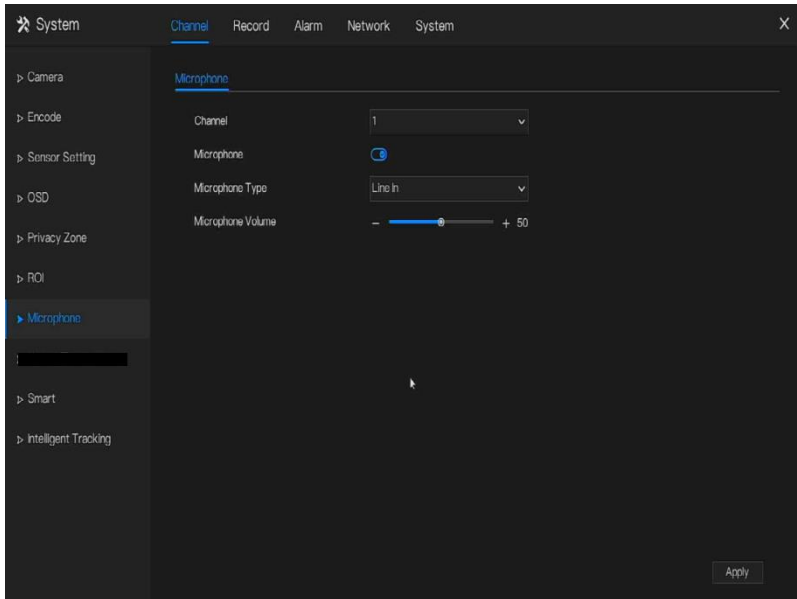 System
Channel Record Alarm Network System X
Camera
Encode
Sensor Setting
OSD
Privacy Zone
ROI
Microphone
Smart
Intelligent Tracking
Microphone
Channel 1
Microphone
Microphone Type Line In
Microphone Volume - + 50
Apply